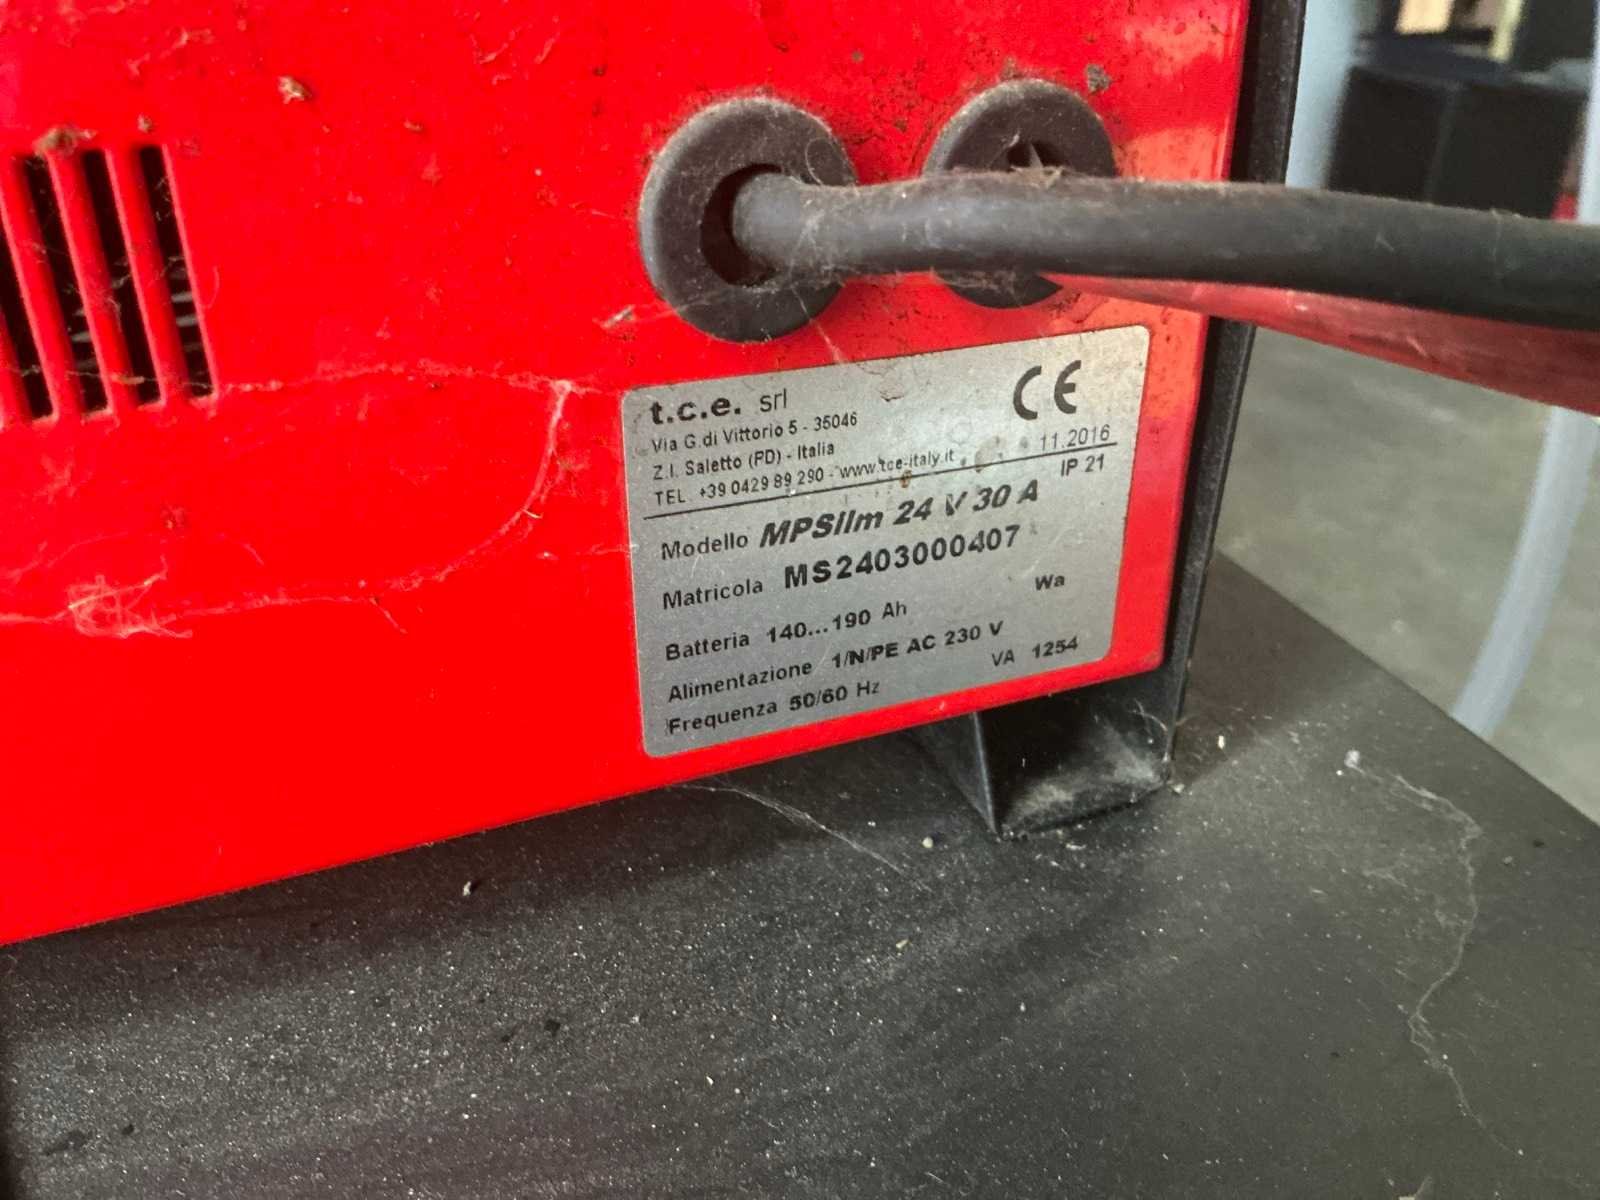 t.c.e. srl
CE
Via G.di Vittorio 5 - 35046
Z.I. Saletto (PD) - Italia
11.2016
TEL. +39 0429 89 290 - www.tce-italy.it
IP 21
Modello MPSilm 24 V 30 A
Matricola MS2403000407
Wa
Batteria 140...190 Ah
Alimentazione 1/N/PE AC 230 V
Frequenza 50/60 Hz
VA 1254